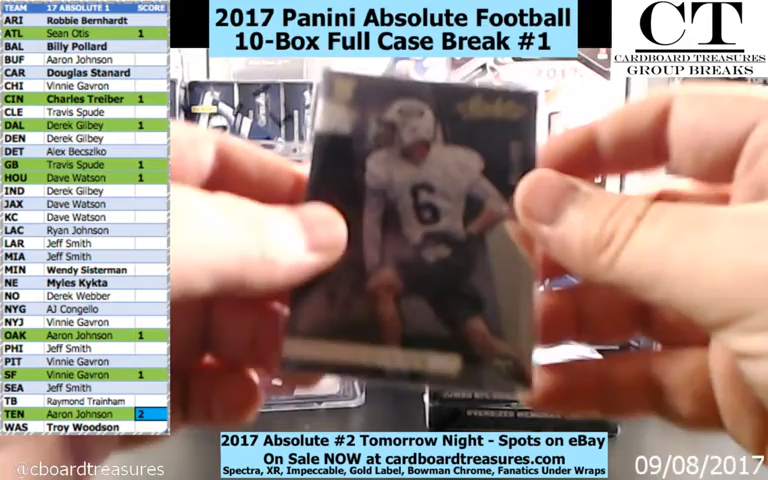 TEAM 17 ABSOLUTE 1 SCORE
ARI Robbie Bernhardt
ATL Sean Otis 1
BAL Billy Pollard
BUF Aaron Johnson
CAR Douglas Stanard
CHI Vinnie Gavron
CIN Charles Treiber 1
CLE Travis Spude
DAL Derek Gilbey 1
DEN Derek Gilbey
DET Alex Becsziko
GB Travis Spude 1
HOU Dave Watson 1
IND Derek Gilbey
JAX Dave Watson
KC Dave Watson
LAC Ryan Johnson
LAR Jeff Smith
MIA Jeff Smith
MIN Wendy Sisterman
NE Myles Kykta
NO Derek Webber
NYG AJ Congello
NYJ Vinnie Gavron
OAK Aaron Johnson 1
PHI Jeff Smith
PIT Vinnie Gavron
SF Vinnie Gavron 1
SEA Jeff Smith
TB Raymond Trainham
TEN Aaron Johnson 2
WAS Troy Woodson
2017 Panini Absolute Football
10-Box Full Case Break #1
CT
CARDBOARD TREASURES
GROUP BREAKS
6
2017 Absolute #2 Tomorrow Night - Spots on eBay
On Sale NOW at cardboardtreasures.com
Spectra, XR, Impeccable, Gold Label, Bowman Chrome, Fanatics Under Wraps
@cboardtreasures
09/08/2017